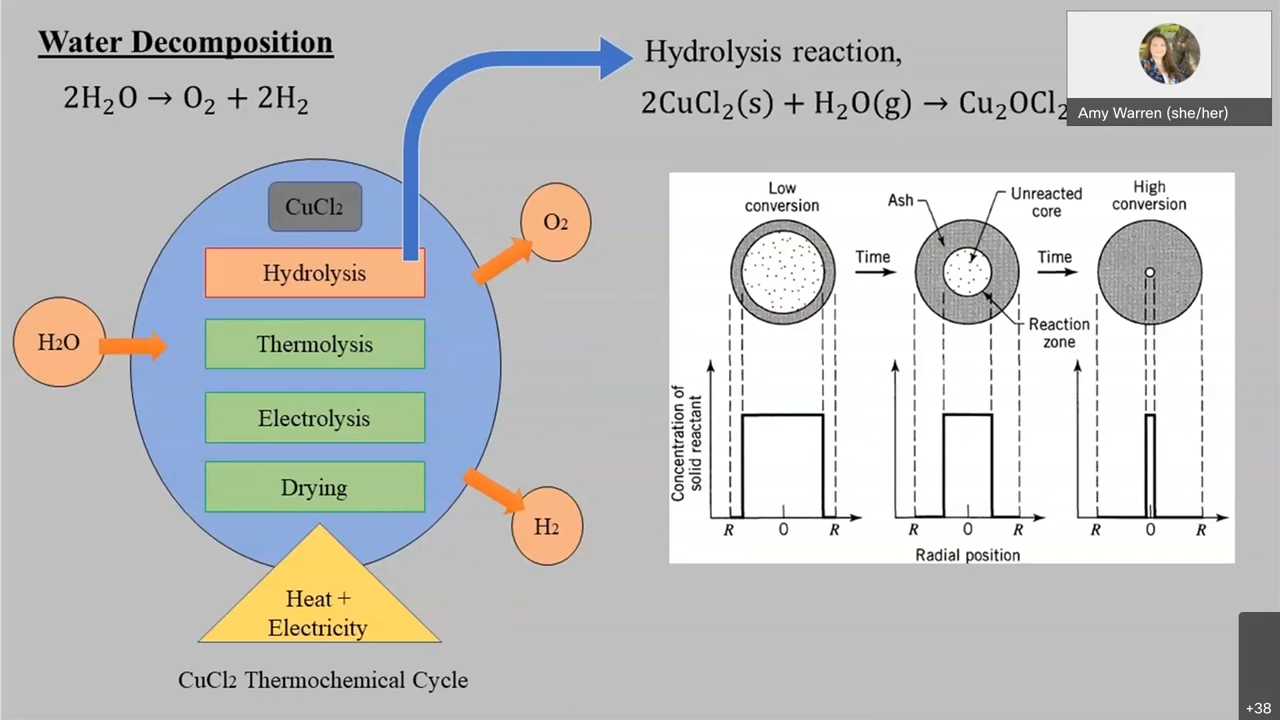 Water Decomposition
2H₂O → O₂ + 2H₂
Hydrolysis reaction,
2CuCl₂(s) + H₂O(g) → Cu₂OCl₂
Amy Warren (she/her)
CuCl₂
Hydrolysis
Thermolysis
Electrolysis
Drying
H₂O
O₂
H₂
Heat +
Electricity
CuCl₂ Thermochemical Cycle
Low
conversion
Ash
Unreacted
core
High
conversion
Time
Time
Reaction
zone
Concentration of
solid reactant
R 0 R
R 0 R
R 0 R
Radial position
+38